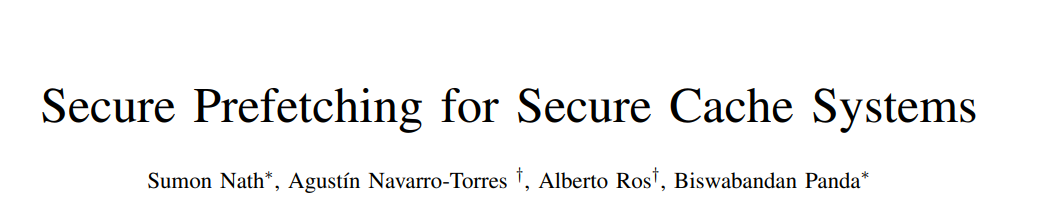 Secure Prefetching for Secure Cache Systems
Sumon Nath*, Agustín Navarro-Torres †, Alberto Ros†, Biswabandan Panda*